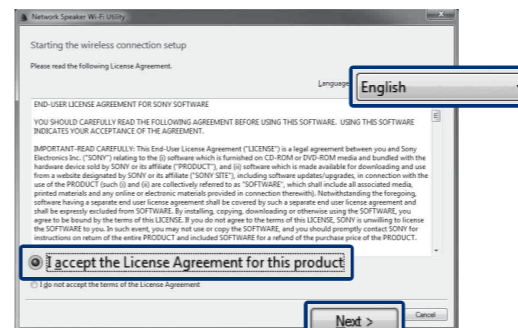 Network Speaker Wi-Fi Utility
Starting the wireless connection setup
Please read the following License Agreement.
Language
English
END-USER LICENSE AGREEMENT FOR SONY SOFTWARE
YOU SHOULD CAREFULLY READ THE FOLLOWING AGREEMENT BEFORE USING THIS SOFTWARE. USING THIS SOFTWARE
INDICATES YOUR ACCEPTANCE OF THE AGREEMENT.
IMPORTANT-READ CAREFULLY: This End-User License Agreement ("LICENSE") is a legal agreement between you and Sony
Electronics Inc. ("SONY") relating to the (i) software which is furnished on CD-ROM or DVD-ROM media and bundled with the
hardware device sold by SONY or its affiliate ("PRODUCT"), and (ii) software which is made available for downloading and use
from a website designated by SONY or its affiliate ("SONY SITE"), including software updates/upgrades, in connection with the
use of the PRODUCT (such (i) and (ii) are collectively referred to as "SOFTWARE", which shall include all associated media,
printed materials and any online or electronic materials provided in connection therewith). Notwithstanding the foregoing,
software having a separate end user license agreement shall be covered by such a separate end user license agreement and
shall be expressly excluded from SOFTWARE. By installing, copying, downloading or otherwise using the SOFTWARE, you
agree to be bound by the terms of this LICENSE. If you do not agree to the terms of this LICENSE, SONY is unwilling to license
the SOFTWARE to you. In such event, you may not use or copy the SOFTWARE, and you should promptly contact SONY for
instructions on return of the entire PRODUCT and included SOFTWARE for a refund of the purchase price of the PRODUCT.
I accept the License Agreement for this product
I do not accept the terms of the License Agreement
Next >
Cancel